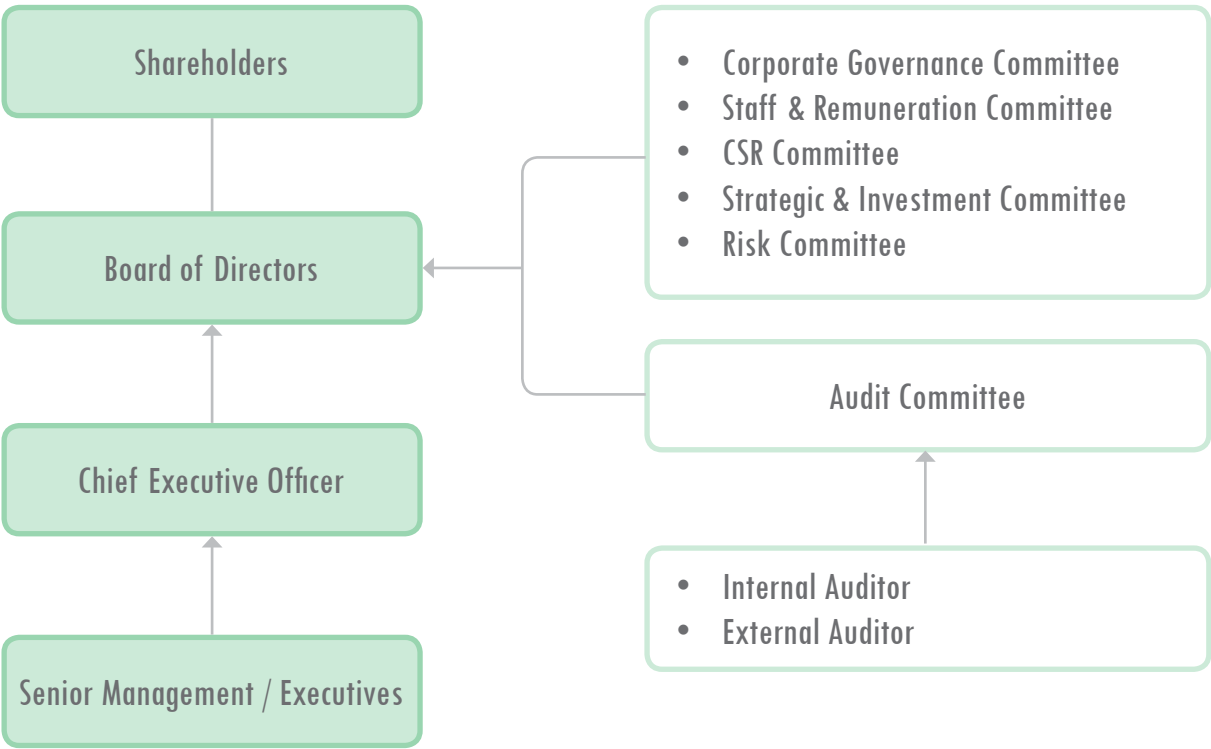 Shareholders
Board of Directors
Chief Executive Officer
Senior Management / Executives
• Corporate Governance Committee
• Staff & Remuneration Committee
• CSR Committee
• Strategic & Investment Committee
• Risk Committee
Audit Committee
• Internal Auditor
• External Auditor